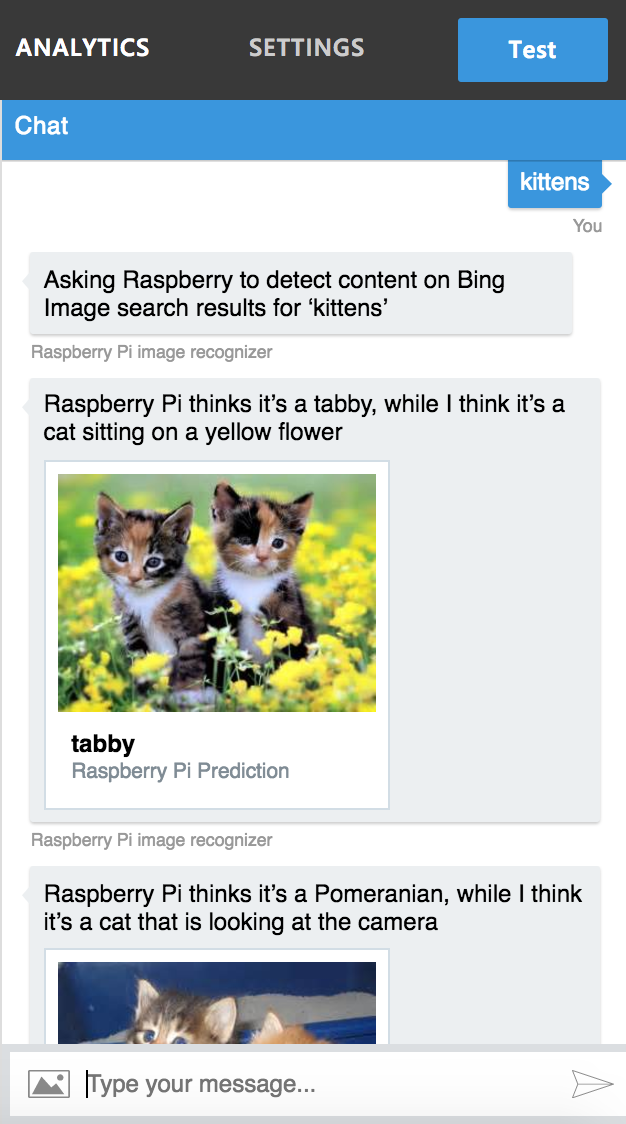 ANALYTICS SETTINGS Test
Chat
kittens
You
Asking Raspberry to detect content on Bing
Image search results for ‘kittens’
Raspberry Pi image recognizer
Raspberry Pi thinks it’s a tabby, while I think it’s a
cat sitting on a yellow flower
tabby
Raspberry Pi Prediction
Raspberry Pi image recognizer
Raspberry Pi thinks it’s a Pomeranian, while I think
it’s a cat that is looking at the camera
Type your message...